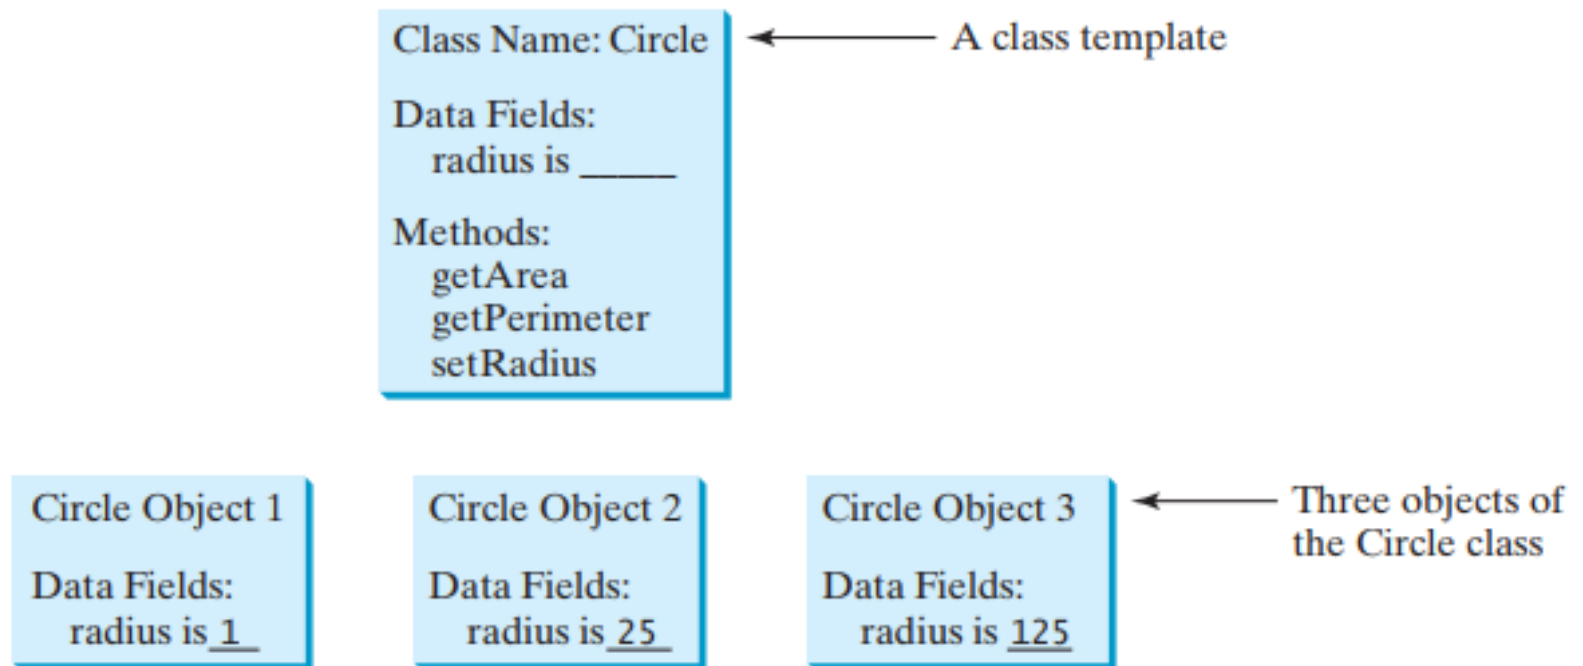 Class Name: Circle
A class template
Data Fields:
radius is _____
Methods:
getArea
getPerimeter
setRadius
Circle Object 1
Data Fields:
radius is 1
Circle Object 2
Data Fields:
radius is 25
Circle Object 3
Data Fields:
radius is 125
Three objects of
the Circle class